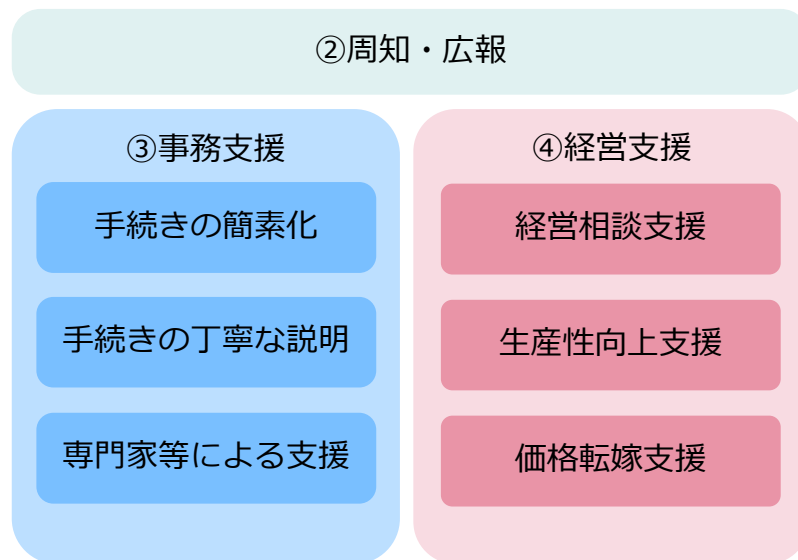 ②周知・広報
③事務支援
手続きの簡素化
手続きの丁寧な説明
専門家等による支援
④経営支援
経営相談支援
生産性向上支援
価格転嫁支援